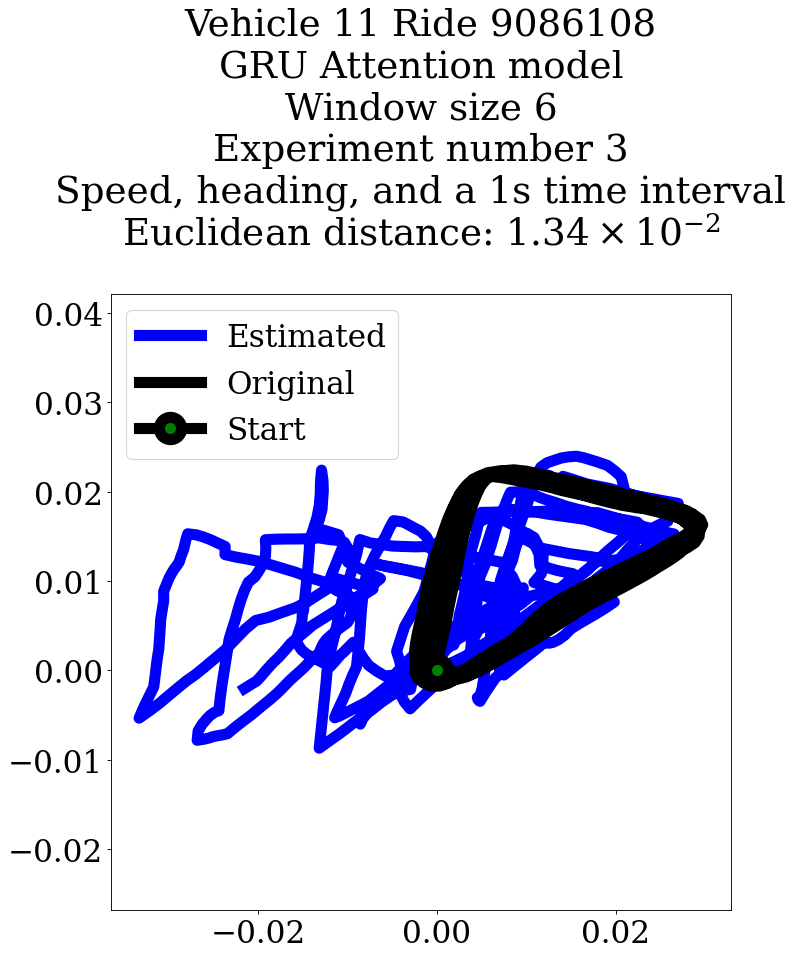 Vehicle 11 Ride 9086108
GRU Attention model
Window size 6
Experiment number 3
Speed, heading, and a 1s time interval
Euclidean distance: 1.34 × 10⁻²
Estimated
Original
Start
0.04
0.03
0.02
0.01
0.00
−0.01
−0.02
−0.02
0.00
0.02